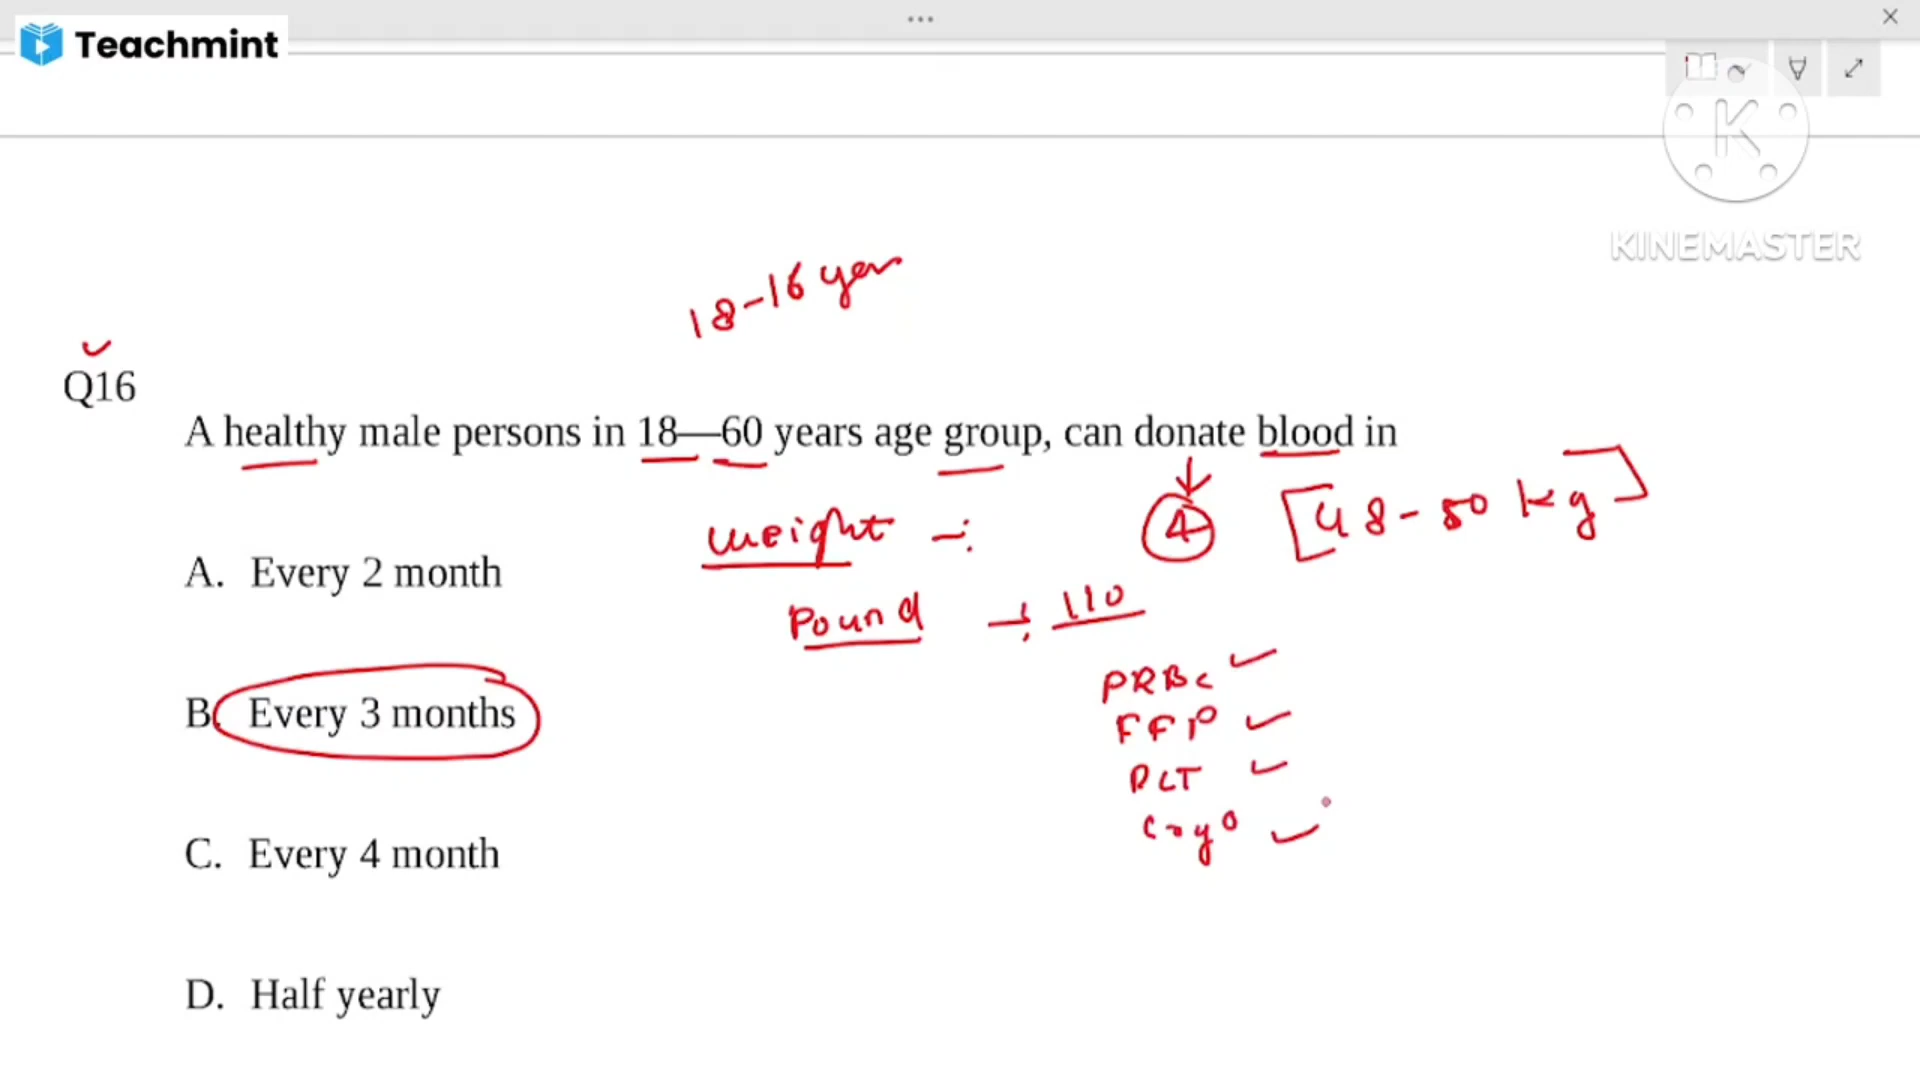 Teachmint
KINEMASTER
18-16 year
Q16
A healthy male persons in 18—60 years age group, can donate blood in
weight -:
4
[48-50 kg]
A. Every 2 month
Pound -: 110
PRBC
B. Every 3 months
FFP
PLT
Cryo
C. Every 4 month
D. Half yearly